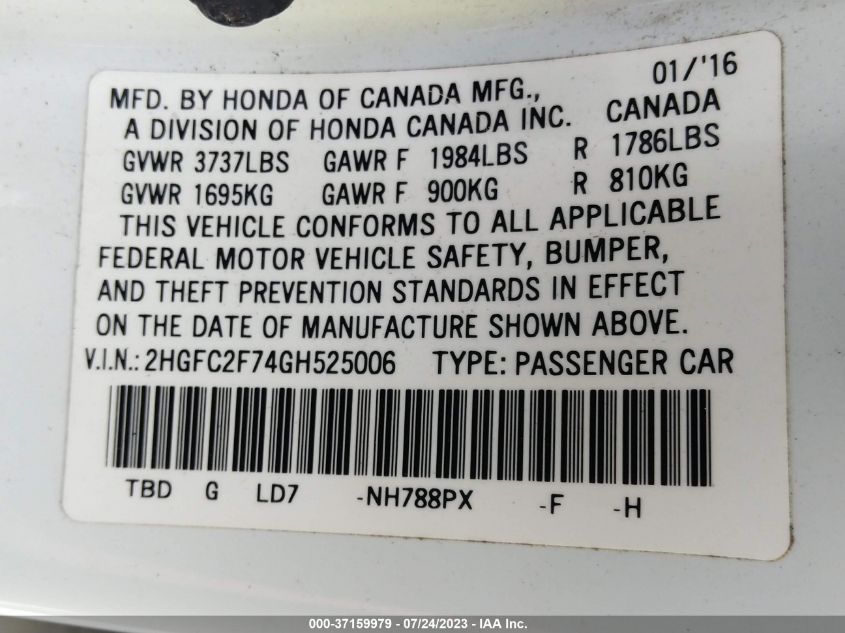 01/'16
MFD. BY HONDA OF CANADA MFG.,
A DIVISION OF HONDA CANADA INC. CANADA
GVWR 3737LBS GAWR F 1984LBS R 1786LBS
GVWR 1695KG GAWR F 900KG R 810KG
THIS VEHICLE CONFORMS TO ALL APPLICABLE
FEDERAL MOTOR VEHICLE SAFETY, BUMPER,
AND THEFT PREVENTION STANDARDS IN EFFECT
ON THE DATE OF MANUFACTURE SHOWN ABOVE.
V.I.N.: 2HGFC2F74GH525006 TYPE: PASSENGER CAR
TBD G LD7 -NH788PX -F -H
000-37159979 - 07/24/2023 - IAA Inc.